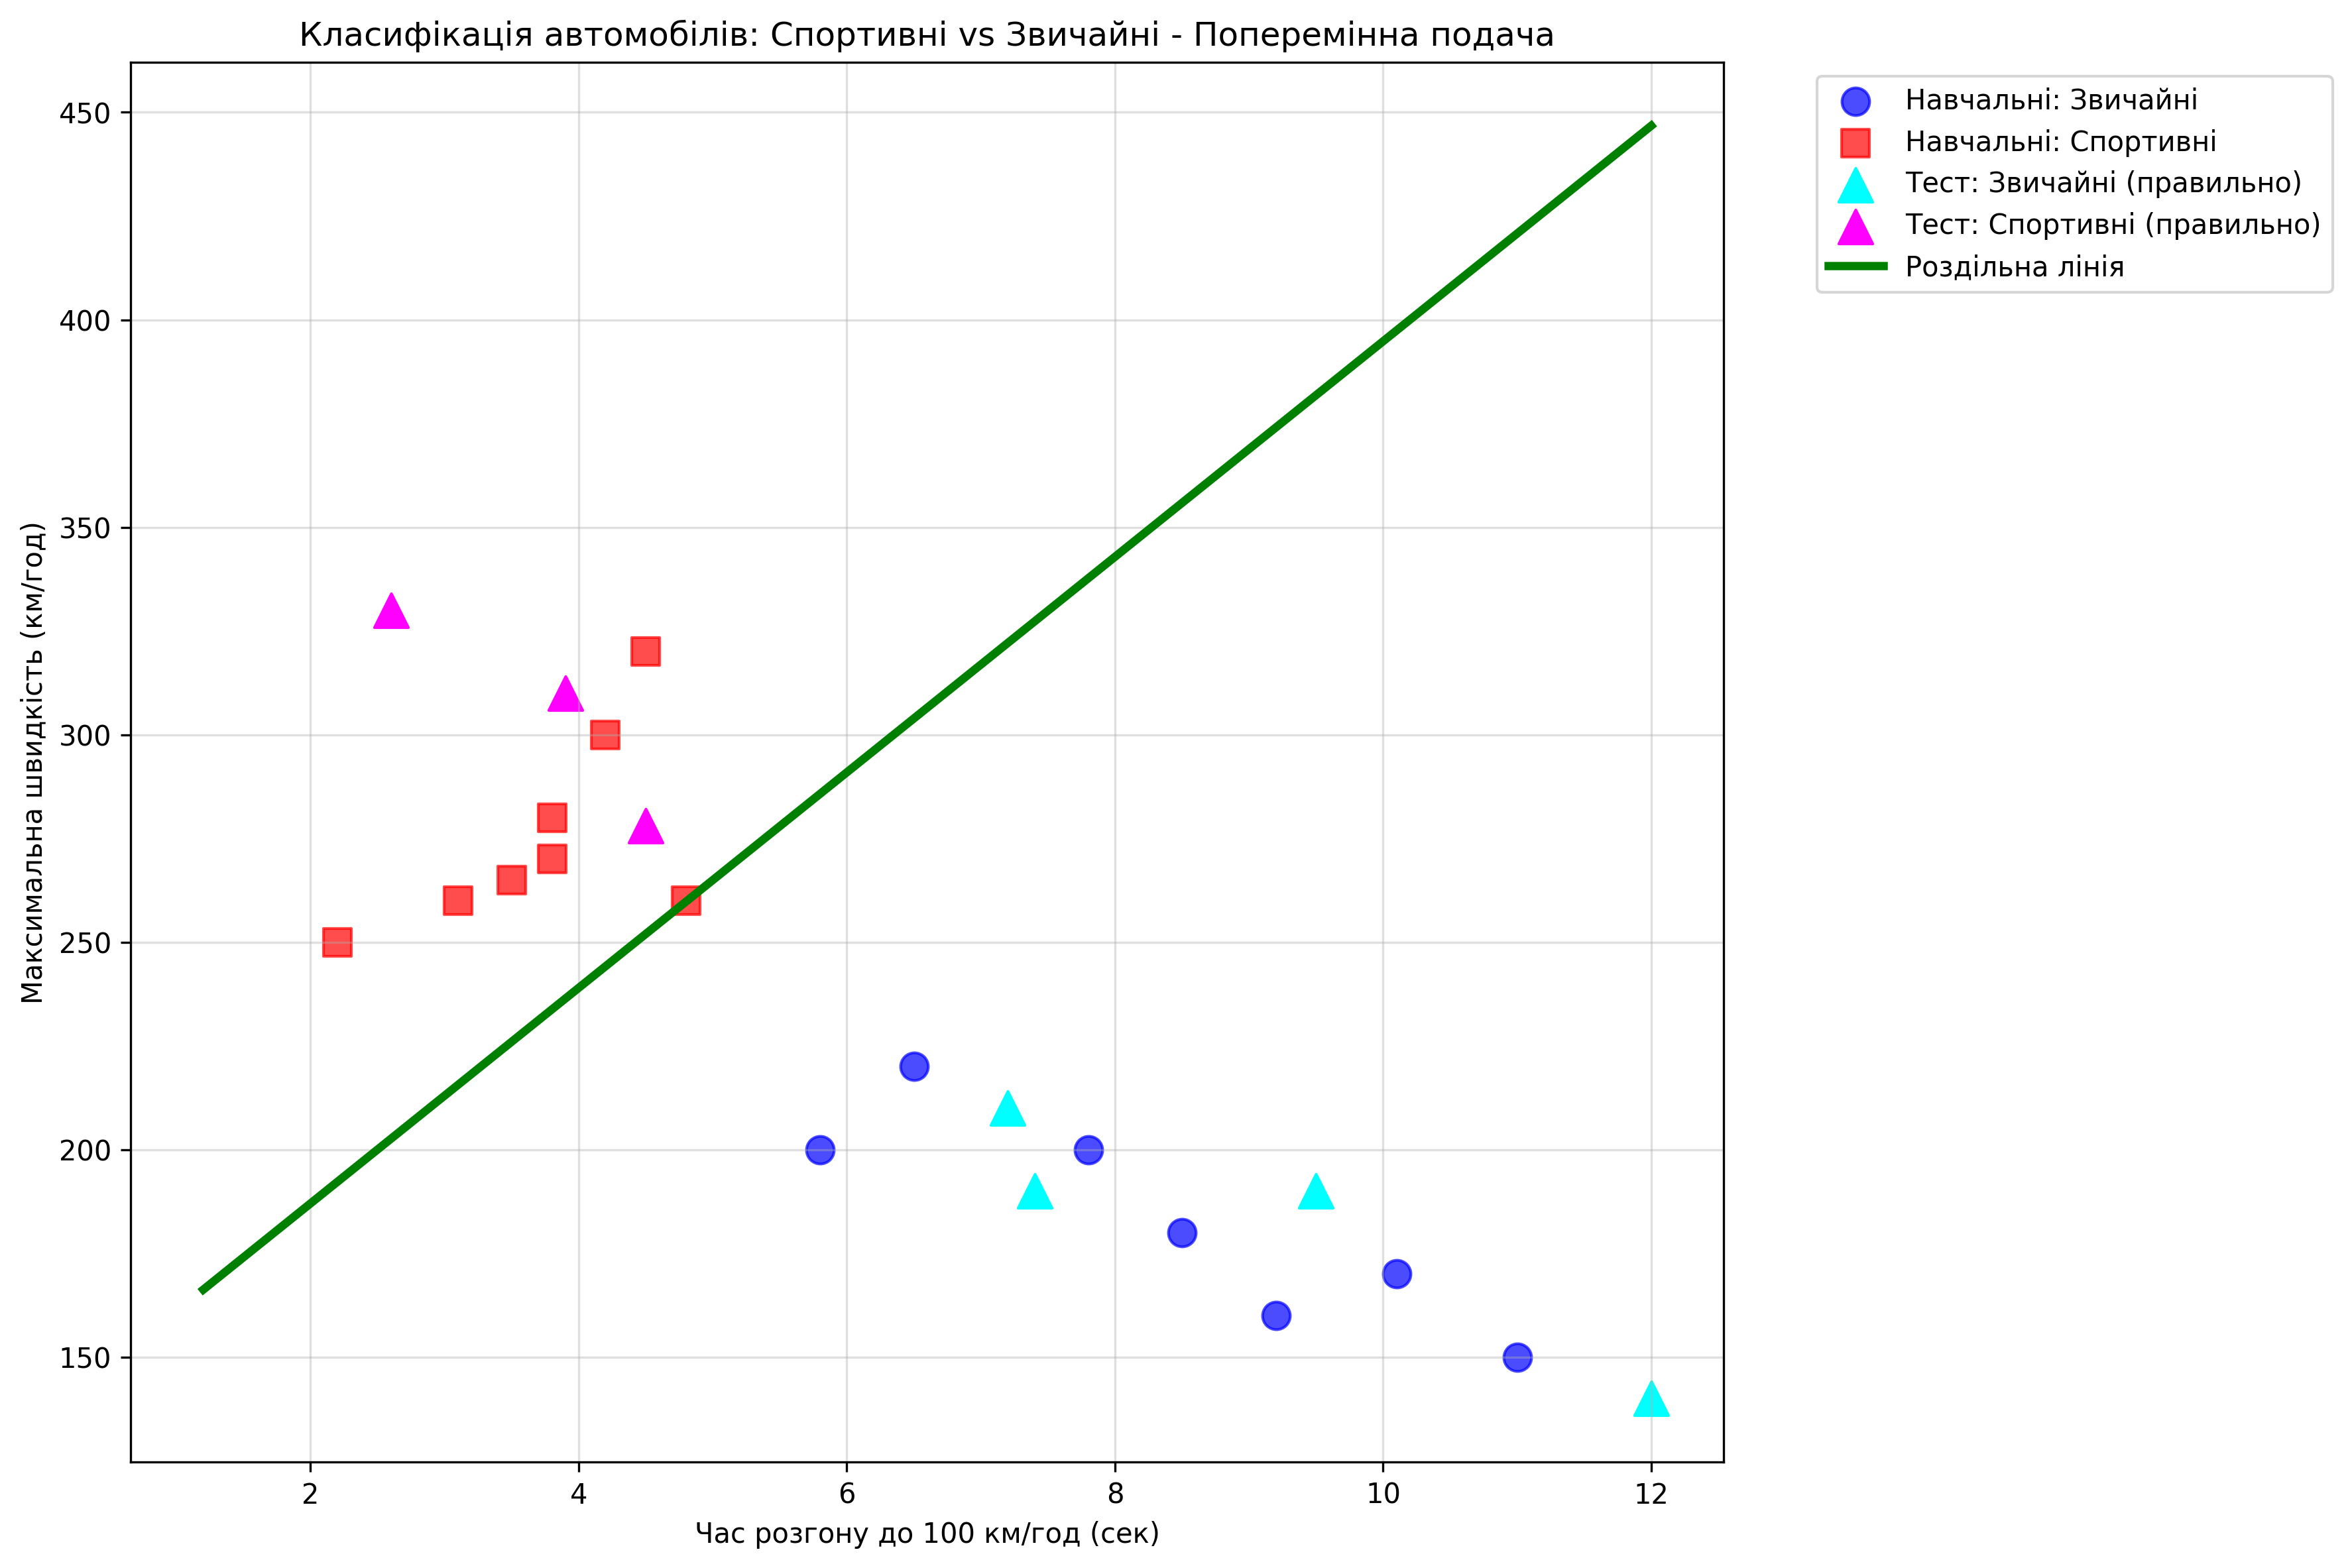 Класифікація автомобілів: Спортивні vs Звичайні - Поперемінна подача
Максимальна швидкість (км/год)
450
400
350
300
250
200
150
2 4 6 8 10 12
Час розгону до 100 км/год (сек)
Навчальні: Звичайні
Навчальні: Спортивні
Тест: Звичайні (правильно)
Тест: Спортивні (правильно)
Роздільна лінія